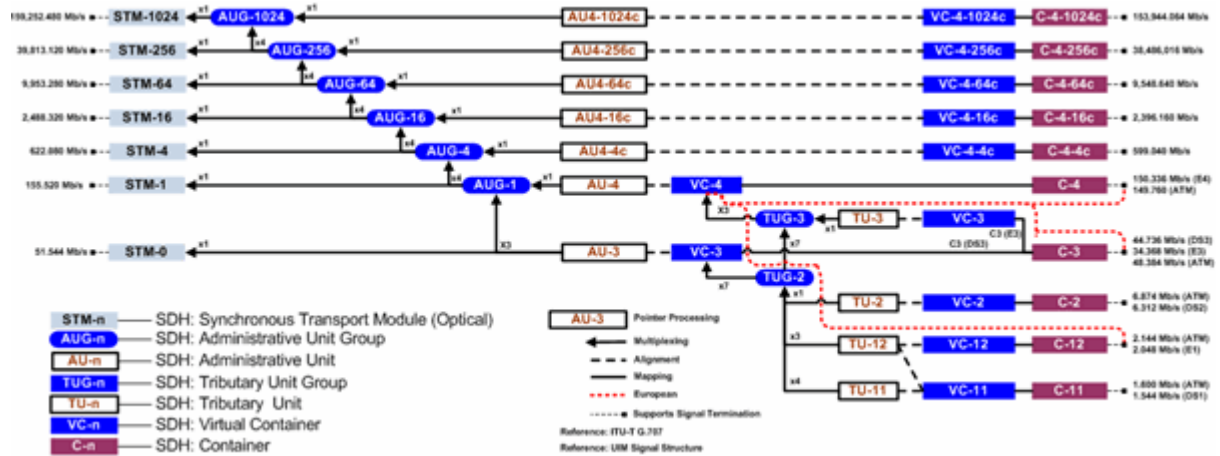 199,252.480 Mb/s STM-1024 x1 AUG-1024 x1 AU4-1024c VC-4-1024c C-4-1024c 153,944.064 Mb/s
39,813.120 Mb/s STM-256 x1 x4 AUG-256 x1 AU4-256c VC-4-256c C-4-256c 38,486,016 Mb/s
9,953.280 Mb/s STM-64 x1 x4 AUG-64 x1 AU4-64c VC-4-64c C-4-64c 9,548.640 Mb/s
2,488.320 Mb/s STM-16 x1 x4 AUG-16 x1 AU4-16c VC-4-16c C-4-16c 2,396.160 Mb/s
622.080 Mb/s STM-4 x1 x4 AUG-4 x1 AU4-4c VC-4-4c C-4-4c 599.040 Mb/s
155.520 Mb/s STM-1 x1 x4 AUG-1 x1 AU-4 VC-4 C-4 150.336 Mb/s (E4)
149.760 (ATM)
X3 TUG-3 x1 TU-3 VC-3
C3 (E3)
51.544 Mb/s STM-0 x1 X3 AU-3 VC-3 x7 C3 (DS3) C-3 44.736 Mb/s (DS3)
34.368 Mb/s (E3)
48.384 Mb/s (ATM)
x7 TUG-2
x1 TU-2 VC-2 C-2 6.874 Mb/s (ATM)
6.312 Mb/s (DS2)
x3 TU-12 VC-12 C-12 2.144 Mb/s (ATM)
2.048 Mb/s (E1)
x4 TU-11 VC-11 C-11 1.600 Mb/s (ATM)
1.544 Mb/s (DS1)
STM-n SDH: Synchronous Transport Module (Optical)
AUG-n SDH: Administrative Unit Group
AU-n SDH: Administrative Unit
TUG-n SDH: Tributary Unit Group
TU-n SDH: Tributary Unit
VC-n SDH: Virtual Container
C-n SDH: Container
AU-3 Pointer Processing
Multiplexing
Alignment
Mapping
European
Supports Signal Termination
Reference: ITU-T G.707
Reference: UIM Signal Structure